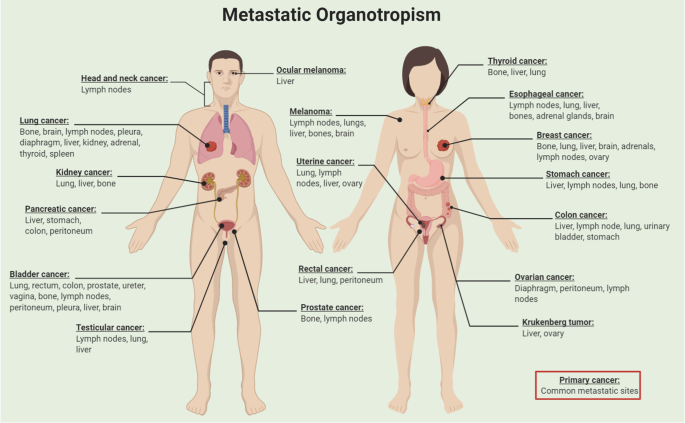 Metastatic Organotropism
Head and neck cancer:
Lymph nodes
Ocular melanoma:
Liver
Lung cancer:
Bone, brain, lymph nodes, pleura,
diaphragm, liver, kidney, adrenal,
thyroid, spleen
Kidney cancer:
Lung, liver, bone
Pancreatic cancer:
Liver, stomach,
colon, peritoneum
Bladder cancer:
Lung, rectum, colon, prostate, ureter,
vagina, bone, lymph nodes,
peritoneum, pleura, liver, brain
Testicular cancer:
Lymph nodes, lung,
liver
Prostate cancer:
Bone, lymph nodes
Melanoma:
Lymph nodes, lungs,
liver, bones, brain
Uterine cancer:
Lung, lymph
nodes, liver, ovary
Rectal cancer:
Liver, lung, peritoneum
Thyroid cancer:
Bone, liver, lung
Esophageal cancer:
Lymph nodes, lung, liver,
bones, adrenal glands, brain
Breast cancer:
Bone, lung, liver, brain, adrenals,
lymph nodes, ovary
Stomach cancer:
Liver, lymph nodes, lung, bone
Colon cancer:
Liver, lymph node, lung, urinary
bladder, stomach
Ovarian cancer:
Diaphragm, peritoneum, lymph
nodes
Krukenberg tumor:
Liver, ovary
Primary cancer:
Common metastatic sites